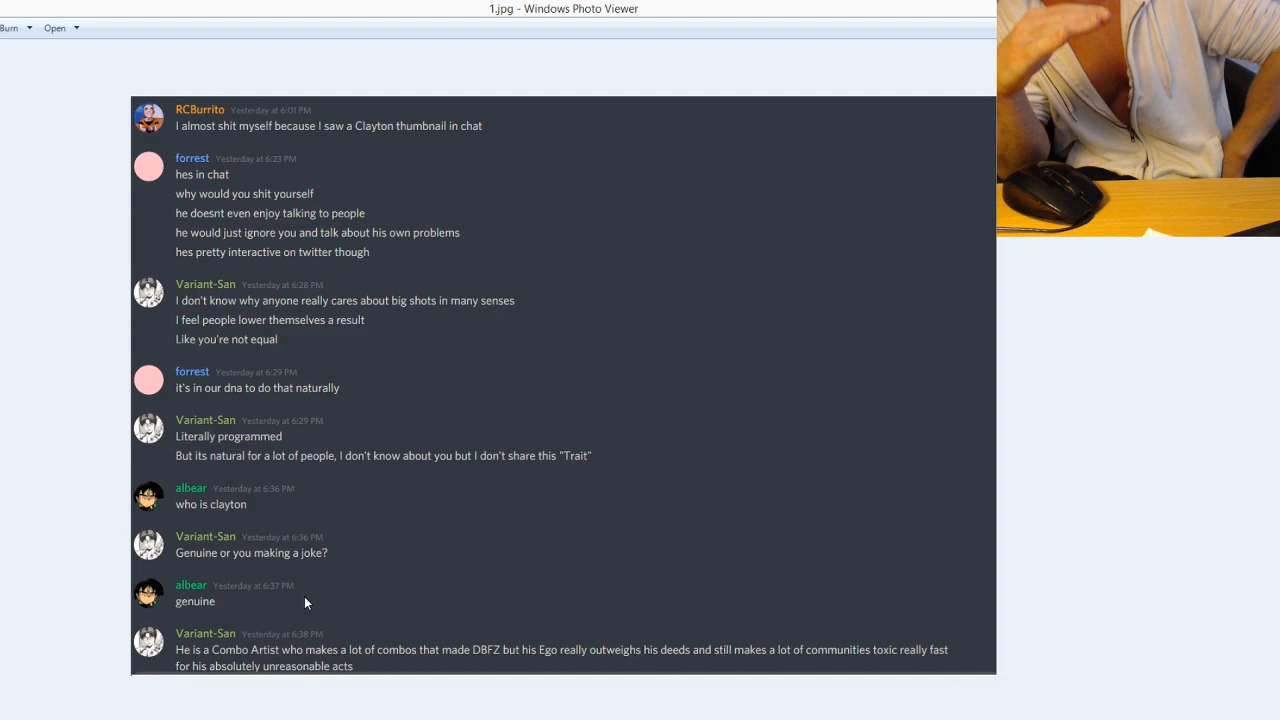 1.jpg - Windows Photo Viewer
Burn Open
RCBurrito Yesterday at 6:01 PM
I almost shit myself because I saw a Clayton thumbnail in chat
forrest Yesterday at 6:23 PM
hes in chat
why would you shit yourself
he doesnt even enjoy talking to people
he would just ignore you and talk about his own problems
hes pretty interactive on twitter though
Variant-San Yesterday at 6:28 PM
I don't know why anyone really cares about big shots in many senses
I feel people lower themselves a result
Like you're not equal
forrest Yesterday at 6:29 PM
it's in our dna to do that naturally
Variant-San Yesterday at 6:29 PM
Literally programmed
But its natural for a lot of people, I don't know about you but I don't share this "Trait"
albear Yesterday at 6:36 PM
who is clayton
Variant-San Yesterday at 6:36 PM
Genuine or you making a joke?
albear Yesterday at 6:37 PM
genuine
Variant-San Yesterday at 6:38 PM
He is a Combo Artist who makes a lot of combos that made DBFZ but his Ego really outweighs his deeds and still makes a lot of communities toxic really fast
for his absolutely unreasonable acts